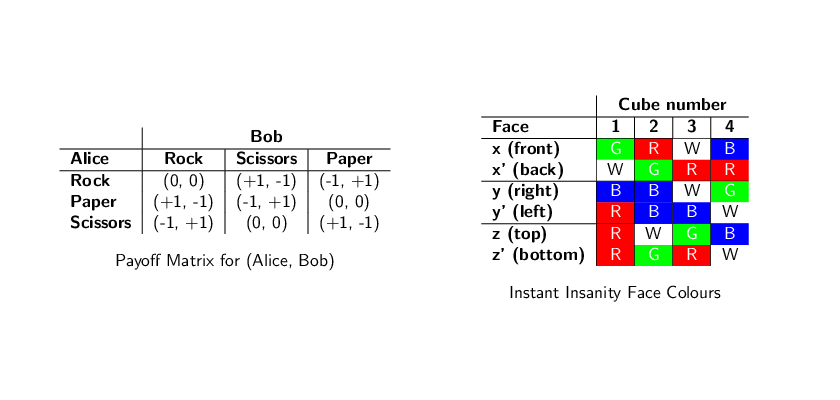 Bob
Alice Rock Scissors Paper
Rock (0, 0) (+1, -1) (-1, +1)
Paper (+1, -1) (-1, +1) (0, 0)
Scissors (-1, +1) (0, 0) (+1, -1)
Payoff Matrix for (Alice, Bob)
Cube number
Face 1 2 3 4
x (front) G R W B
x' (back) W G R R
y (right) B B W G
y' (left) R B B W
z (top) R W G B
z' (bottom) R G R W
Instant Insanity Face Colours